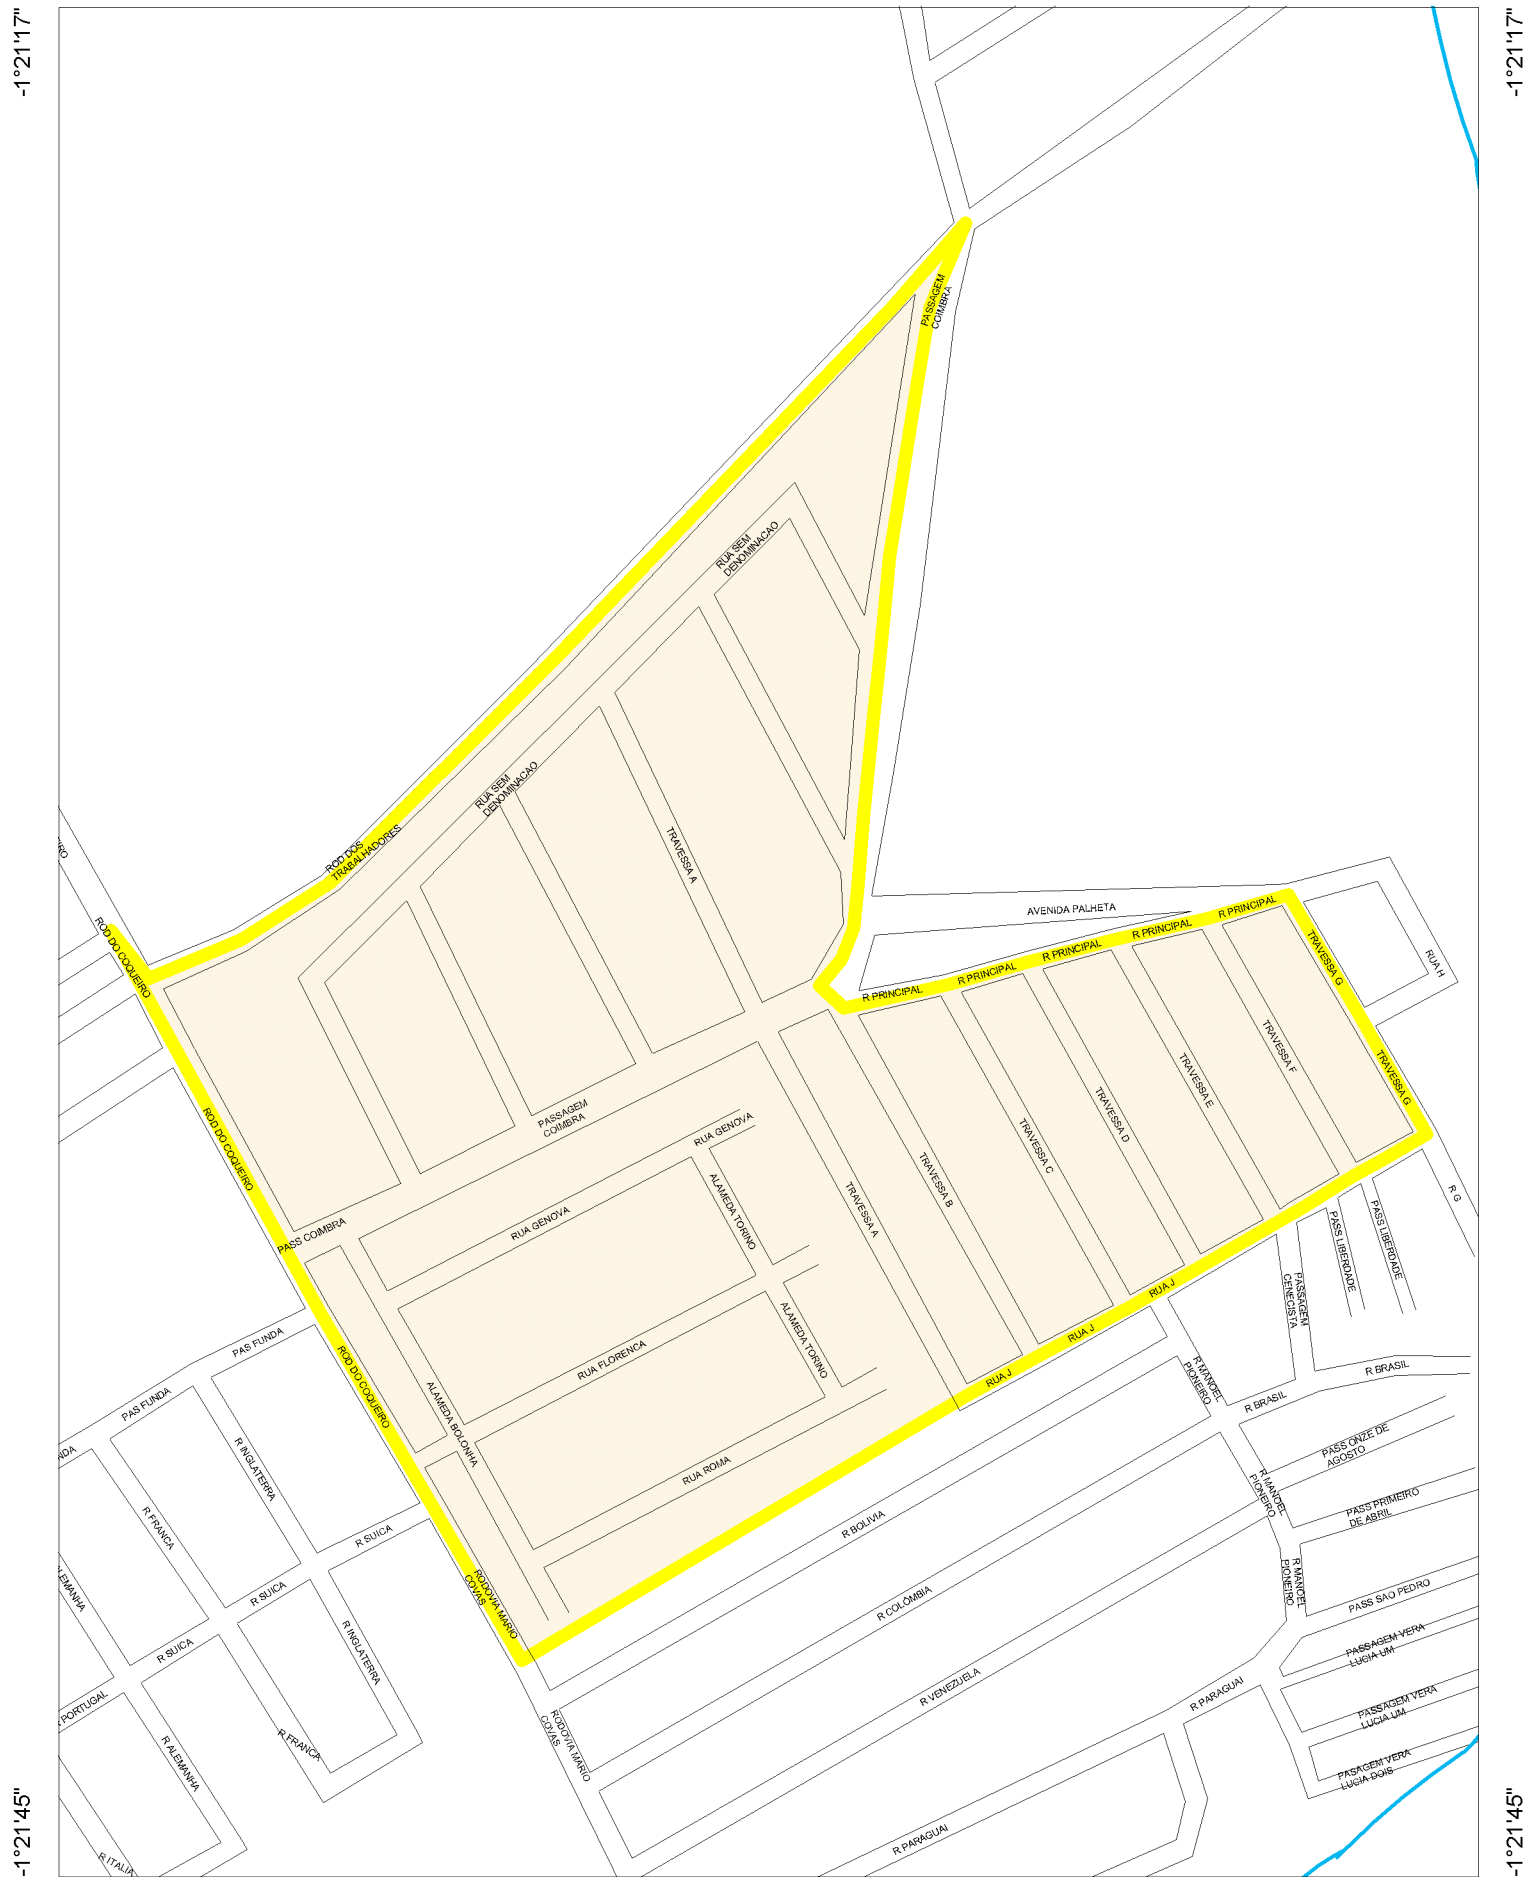 -1°21'17"
-1°21'17"
PASSAGEM
COIMBRA
RUA SEM
DENOMINACAO
RUA SEM
DENOMINACAO
ROD DOS
TRABALHADORES
TRAVESSA A
ROD DO COQUEIRO
AVENIDA PALHETA
R PRINCIPAL
R PRINCIPAL
R PRINCIPAL
R PRINCIPAL
R PRINCIPAL
TRAVESSA G
RUA H
TRAVESSA G
TRAVESSA F
TRAVESSA E
TRAVESSA D
TRAVESSA C
TRAVESSA B
TRAVESSA A
PASSAGEM
COIMBRA
RUA GENOVA
ROD DO COQUEIRO
PASS COIMBRA
RUA GENOVA
ALAMEDA TORINO
R G
PASS LIBERDADE
PASS LIBERDADE
PASSAGEM
CENECISTA
RUA J
RUA J
RUA J
PAS FUNDA
ROD DO COQUEIRO
RUA FLORENCA
ALAMEDA TORINO
R MANOEL
PIONEIRO
R BRASIL
R BRASIL
PAS FUNDA
NDA
ALAMEDA BOLONHA
R INGLATERRA
RUA ROMA
PASS ONZE DE
AGOSTO
R MANOEL
PIONEIRO
PASS PRIMEIRO
DE ABRIL
R FRANCA
R SUICA
R BOLIVIA
RODOVIA MARIO
COVAS
R COLÔMBIA
R MANOEL
PIONEIRO
PASS SAO PEDRO
LEMANHA
R SUICA
R INGLATERRA
R SUICA
PASSAGEM VERA
LUCIA UM
R VENEZUELA
R PARAGUAI
PASSAGEM VERA
LUCIA UM
R PORTUGAL
R FRANCA
R ALEMANHA
RODOVIA MARIO
COVAS
PASAGEM VERA
LUCIA DOIS
R PARAGUAI
R ITALIA
-1°21'45"
-1°21'45"